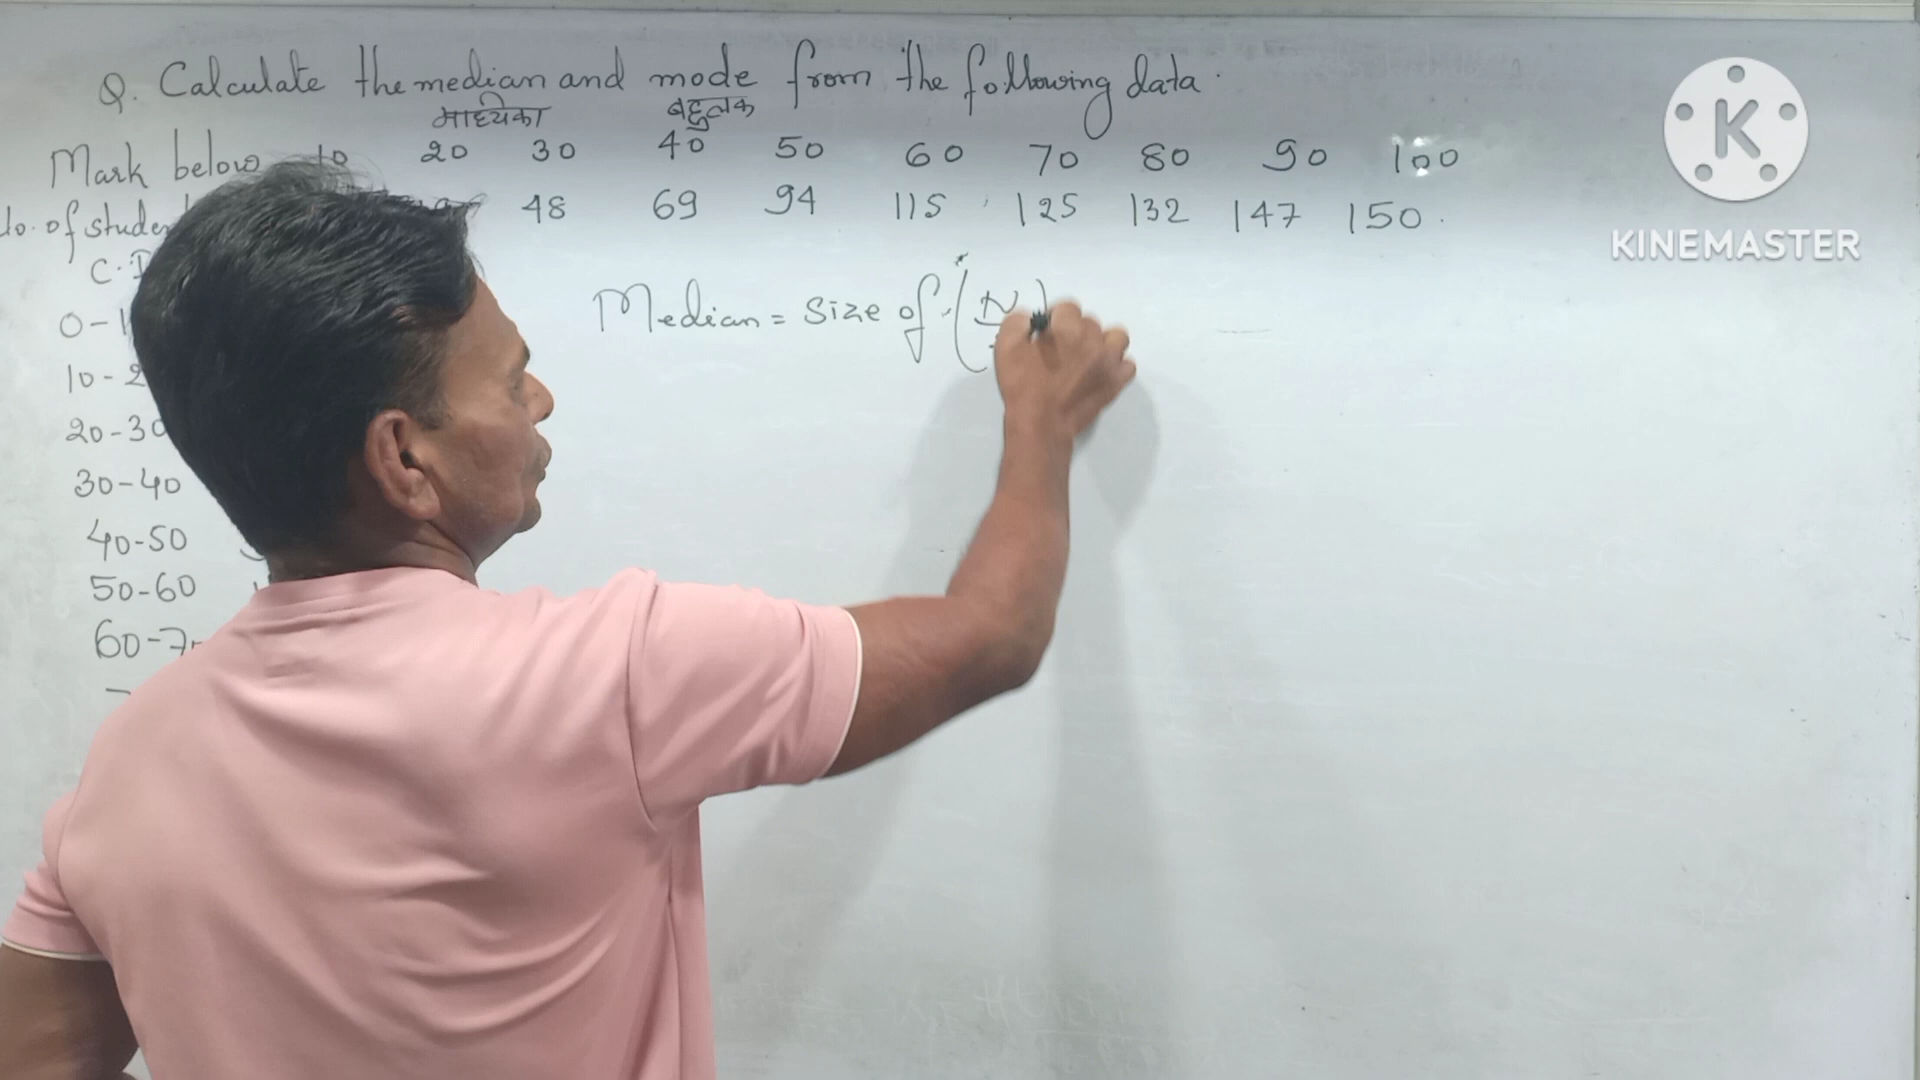 Q. Calculate the median and mode from the following data.
माध्यिका बहुलक
Mark below 10 20 30 40 50 60 70 80 90 100
of 48 69 94 115 125 132 147 150.
Median = Size of (N
10-2
20-30
30-40
40-50
50-60
60-7
K
KINEMASTER